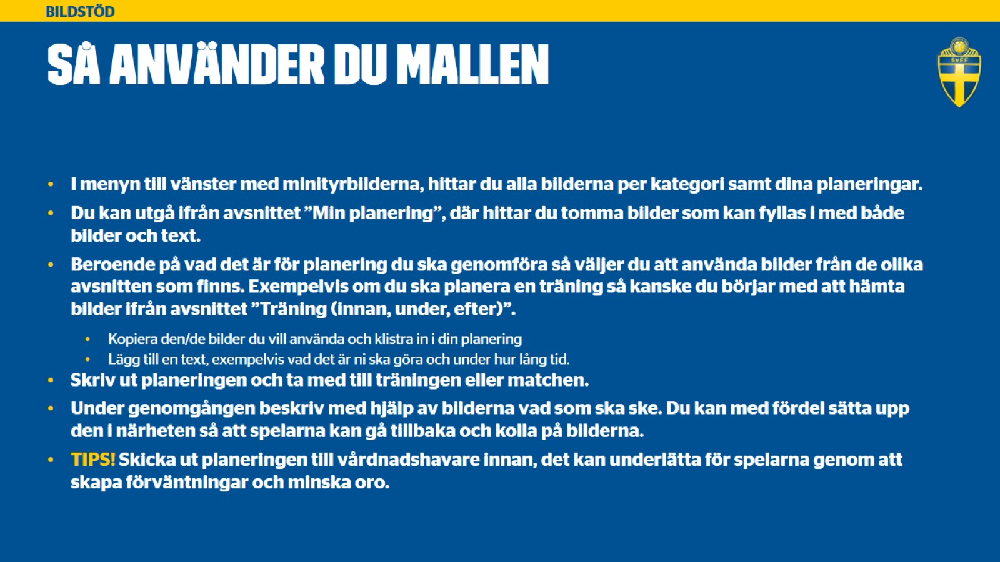 BILDSTÖD
SÅ ANVÄNDER DU MALLEN
SvFF
• I menyn till vänster med minityrbilderna, hittar du alla bilderna per kategori samt dina planeringar.
• Du kan utgå ifrån avsnittet ”Min planering”, där hittar du tomma bilder som kan fyllas i med både
bilder och text.
• Beroende på vad det är för planering du ska genomföra så väljer du att använda bilder från de olika
avsnitten som finns. Exempelvis om du ska planera en träning så kanske du börjar med att hämta
bilder ifrån avsnittet ”Träning (innan, under, efter)”.
• Kopiera den/de bilder du vill använda och klistra in i din planering
• Lägg till en text, exempelvis vad det är ni ska göra och under hur lång tid.
• Skriv ut planeringen och ta med till träningen eller matchen.
• Under genomgången beskriv med hjälp av bilderna vad som ska ske. Du kan med fördel sätta upp
den i närheten så att spelarna kan gå tillbaka och kolla på bilderna.
• TIPS! Skicka ut planeringen till vårdnadshavare innan, det kan underlätta för spelarna genom att
skapa förväntningar och minska oro.